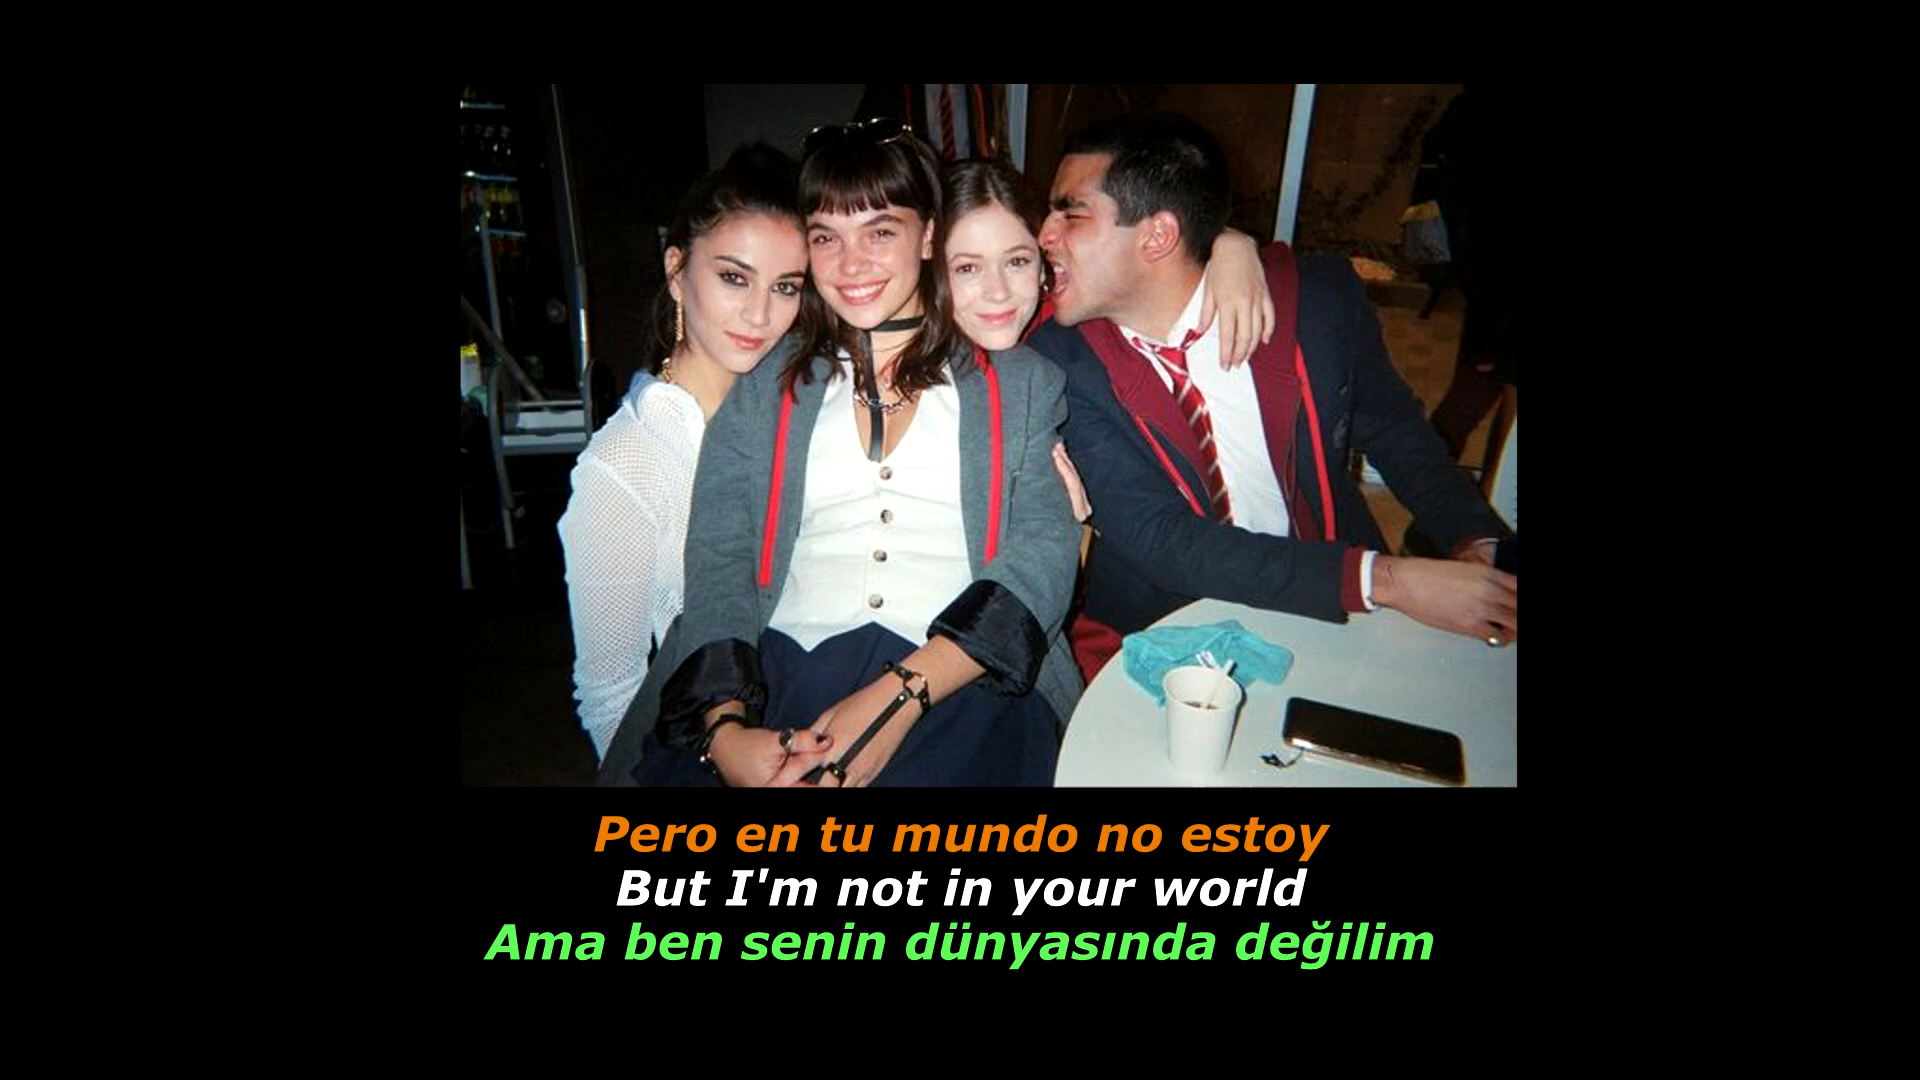 Pero en tu mundo no estoy
But I'm not in your world
Ama ben senin dünyasında değilim